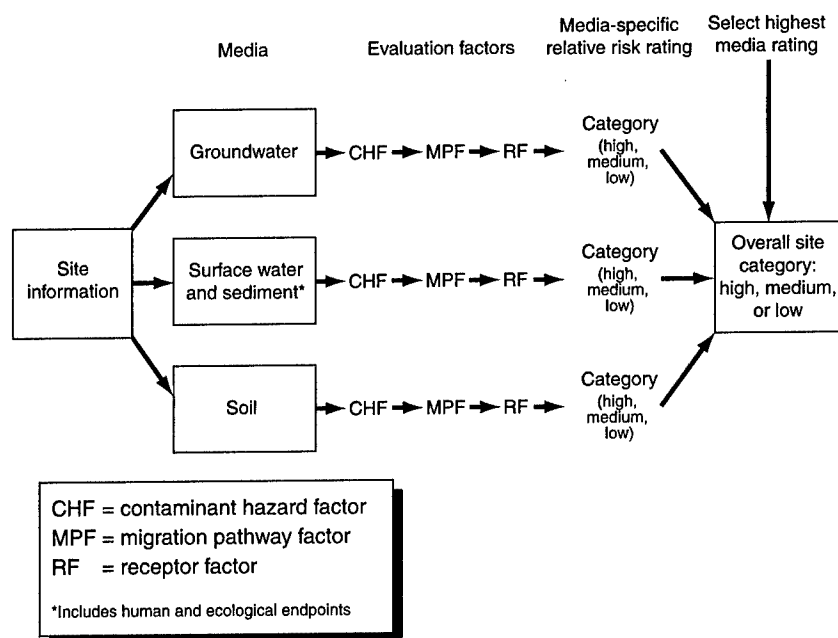 Media
Evaluation factors
Media-specific
relative risk rating
Select highest
media rating
Groundwater
CHF
MPF
RF
Category
(high,
medium,
low)
Site
information
Surface water
and sediment*
CHF
MPF
RF
Category
(high,
medium,
low)
Overall site
category:
high, medium,
or low
Soil
CHF
MPF
RF
Category
(high,
medium,
low)
CHF = contaminant hazard factor
MPF = migration pathway factor
RF = receptor factor
*Includes human and ecological endpoints